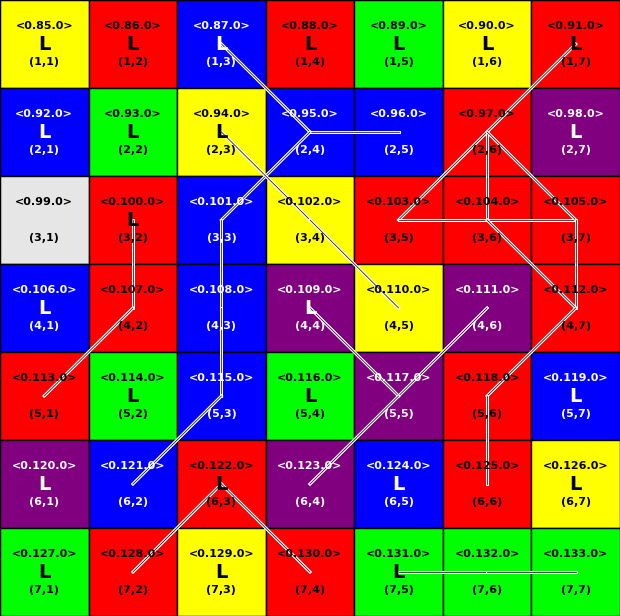 <0.85.0> <0.86.0> <0.87.0> <0.88.0> <0.89.0> <0.90.0> <0.91.0>
L L L L L L L
(1,1) (1,2) (1,3) (1,4) (1,5) (1,6) (1,7)
<0.92.0> <0.93.0> <0.94.0> <0.95.0> <0.96.0> <0.97.0> <0.98.0>
L L L L
(2,1) (2,2) (2,3) (2,4) (2,5) (2,6) (2,7)
<0.99.0> <0.100.0> <0.101.0> <0.102.0> <0.103.0> <0.104.0> <0.105.0>
L
(3,1) (3,2) (3,3) (3,4) (3,5) (3,6) (3,7)
<0.106.0> <0.107.0> <0.108.0> <0.109.0> <0.110.0> <0.111.0> <0.112.0>
L L
(4,1) (4,2) (4,3) (4,4) (4,5) (4,6) (4,7)
<0.113.0> <0.114.0> <0.115.0> <0.116.0> <0.117.0> <0.118.0> <0.119.0>
L L L
(5,1) (5,2) (5,3) (5,4) (5,5) (5,6) (5,7)
<0.120.0> <0.121.0> <0.122.0> <0.123.0> <0.124.0> <0.125.0> <0.126.0>
L L L L
(6,1) (6,2) (6,3) (6,4) (6,5) (6,6) (6,7)
<0.127.0> <0.128.0> <0.129.0> <0.130.0> <0.131.0> <0.132.0> <0.133.0>
L L L
(7,1) (7,2) (7,3) (7,4) (7,5) (7,6) (7,7)